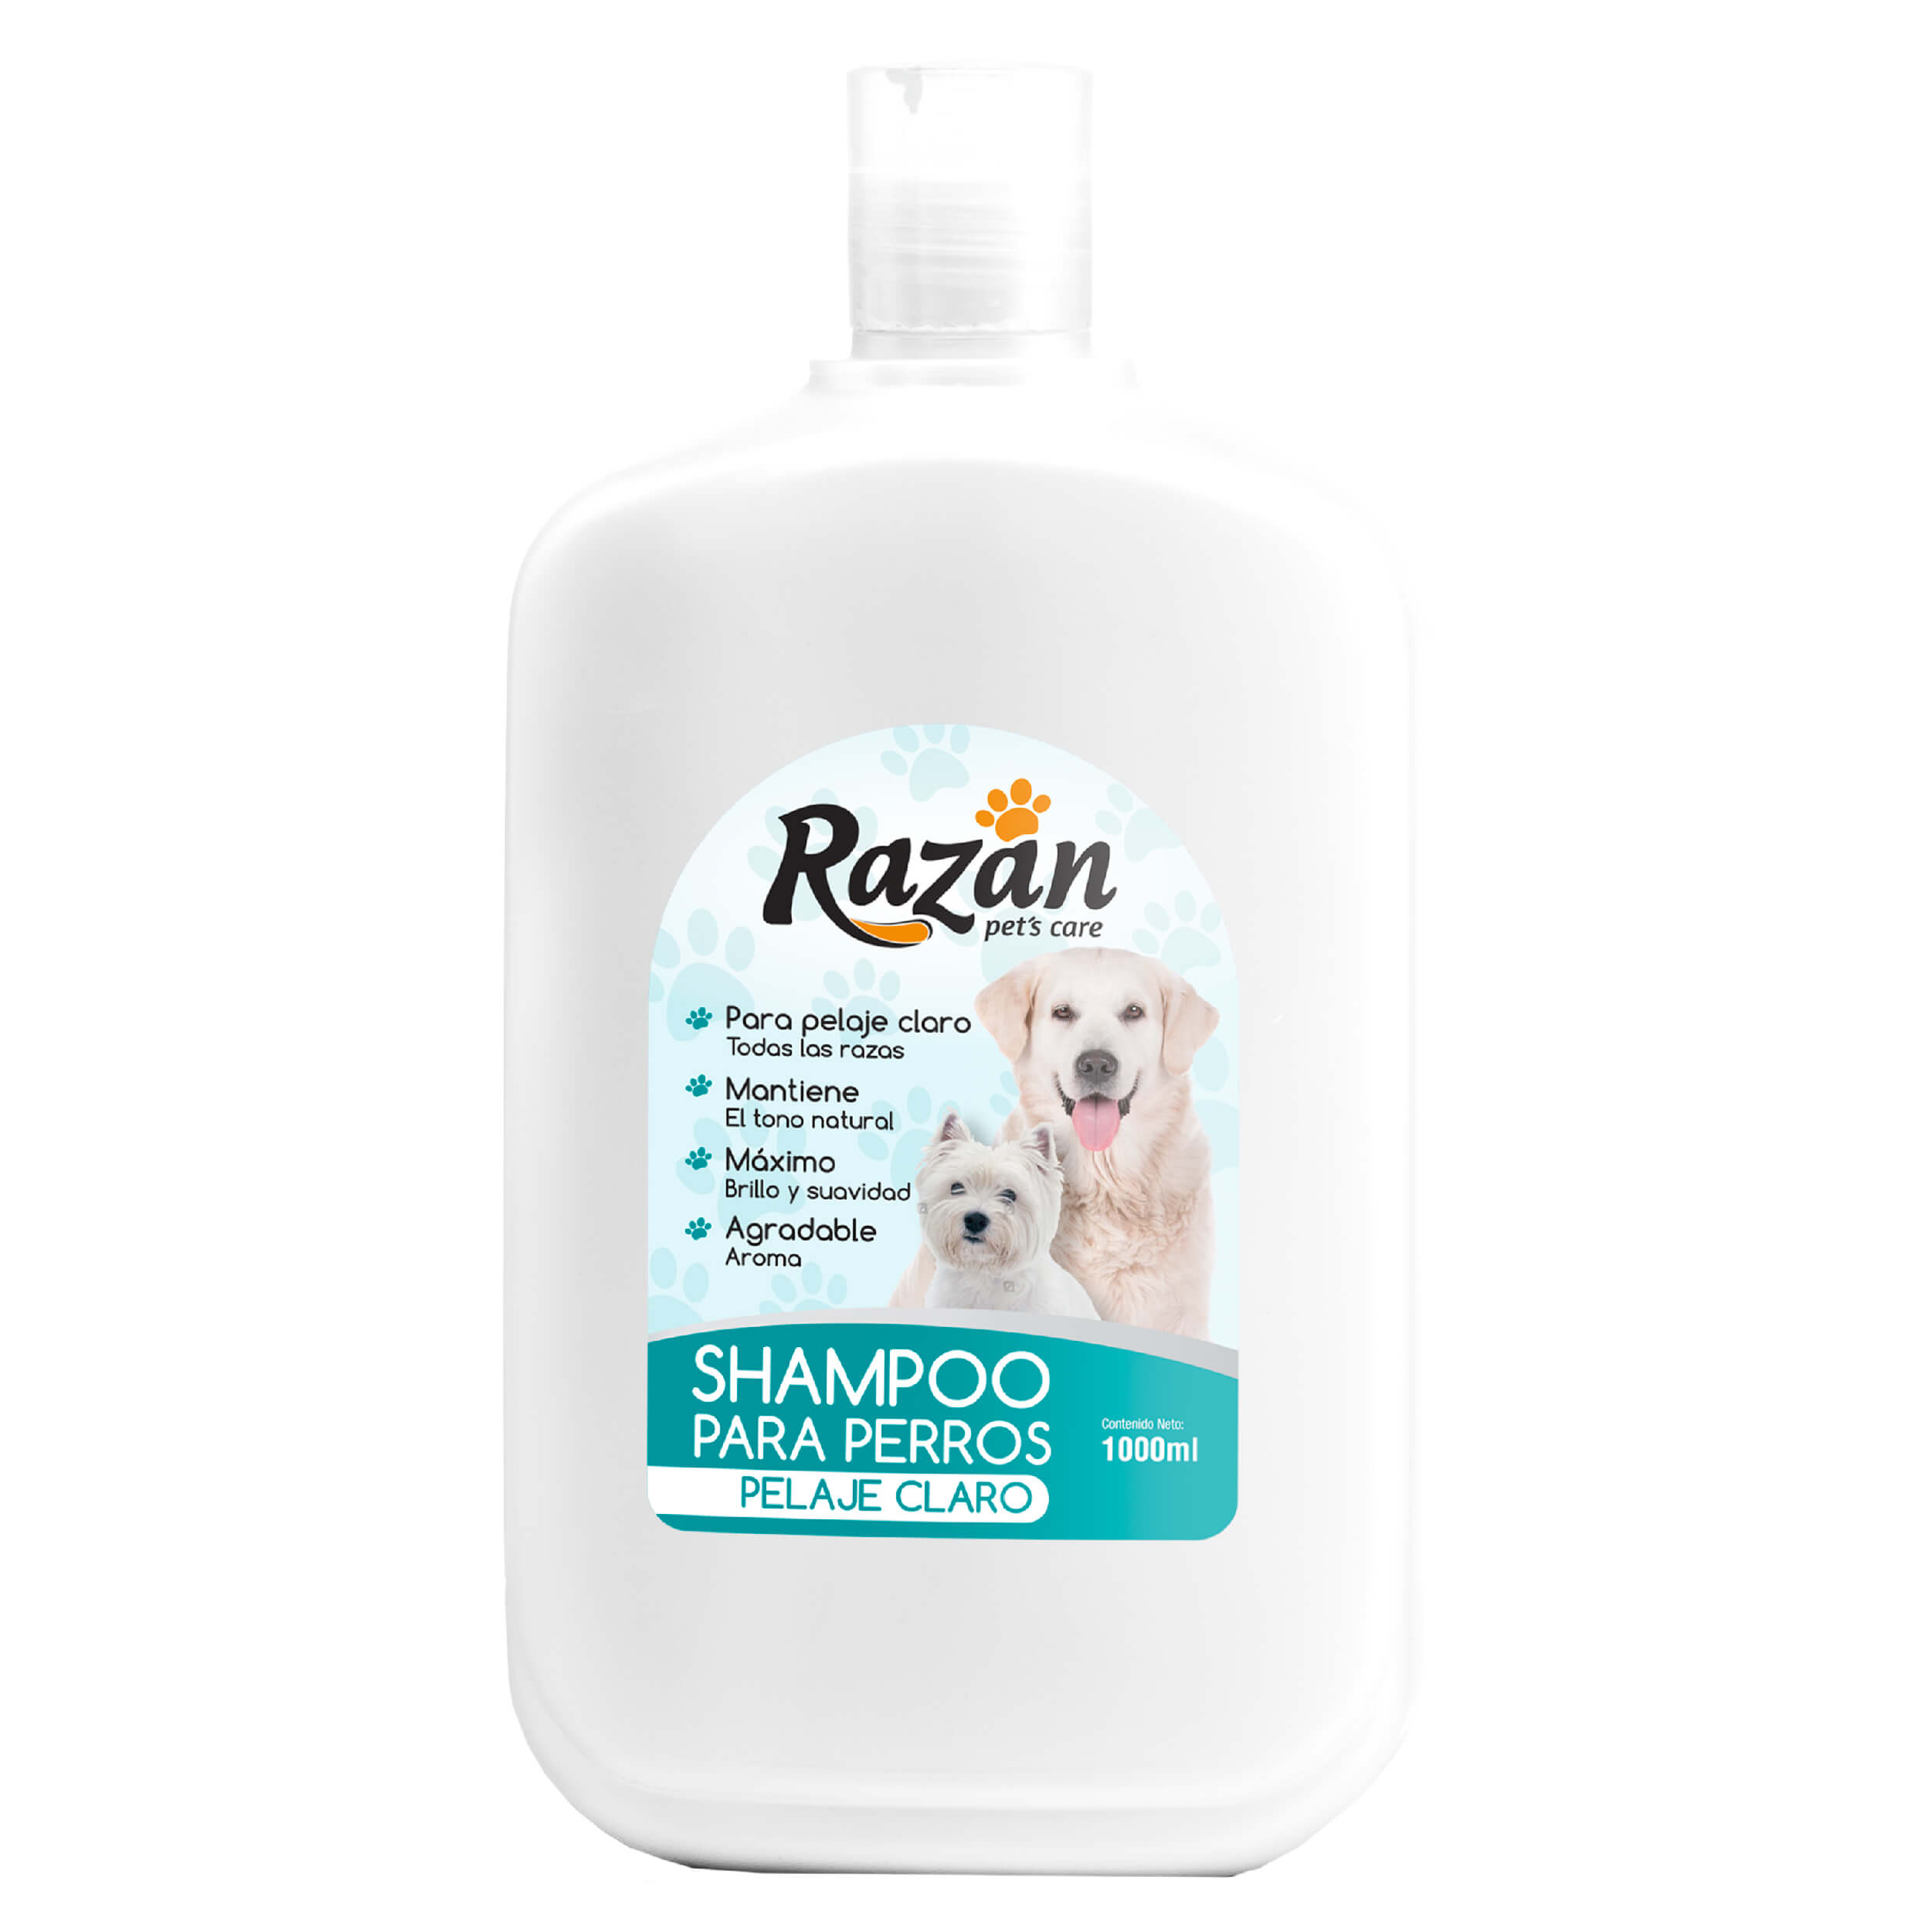 Razan
pet's care
Para pelaje claro
Todas las razas
Mantiene
El tono natural
Máximo
Brillo y suavidad
Agradable
Aroma
SHAMPOO
PARA PERROS
PELAJE CLARO
Contenido Neto:
1000ml